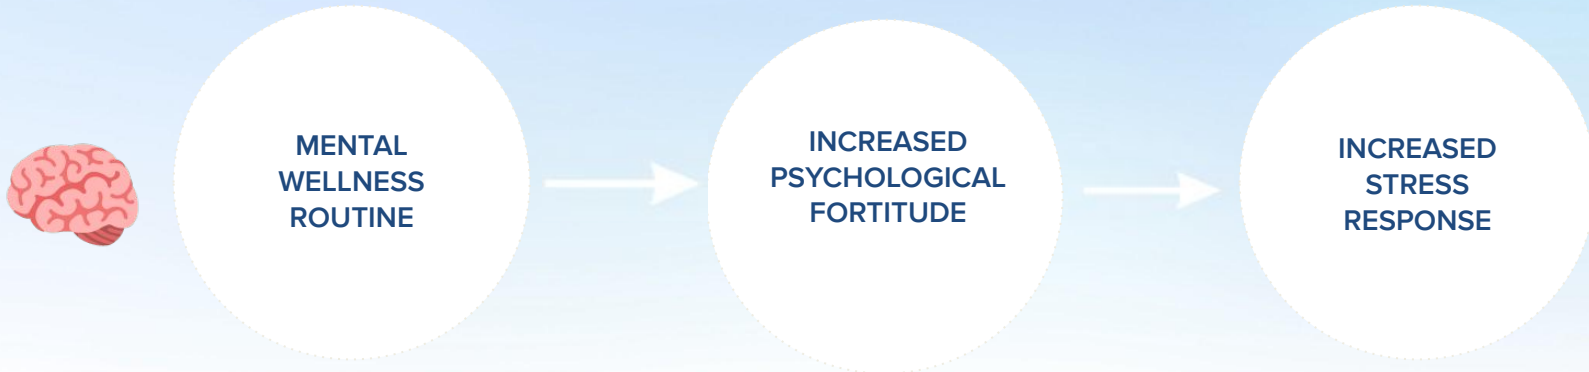 MENTAL
WELLNESS
ROUTINE
INCREASED
PSYCHOLOGICAL
FORTITUDE
INCREASED
STRESS
RESPONSE